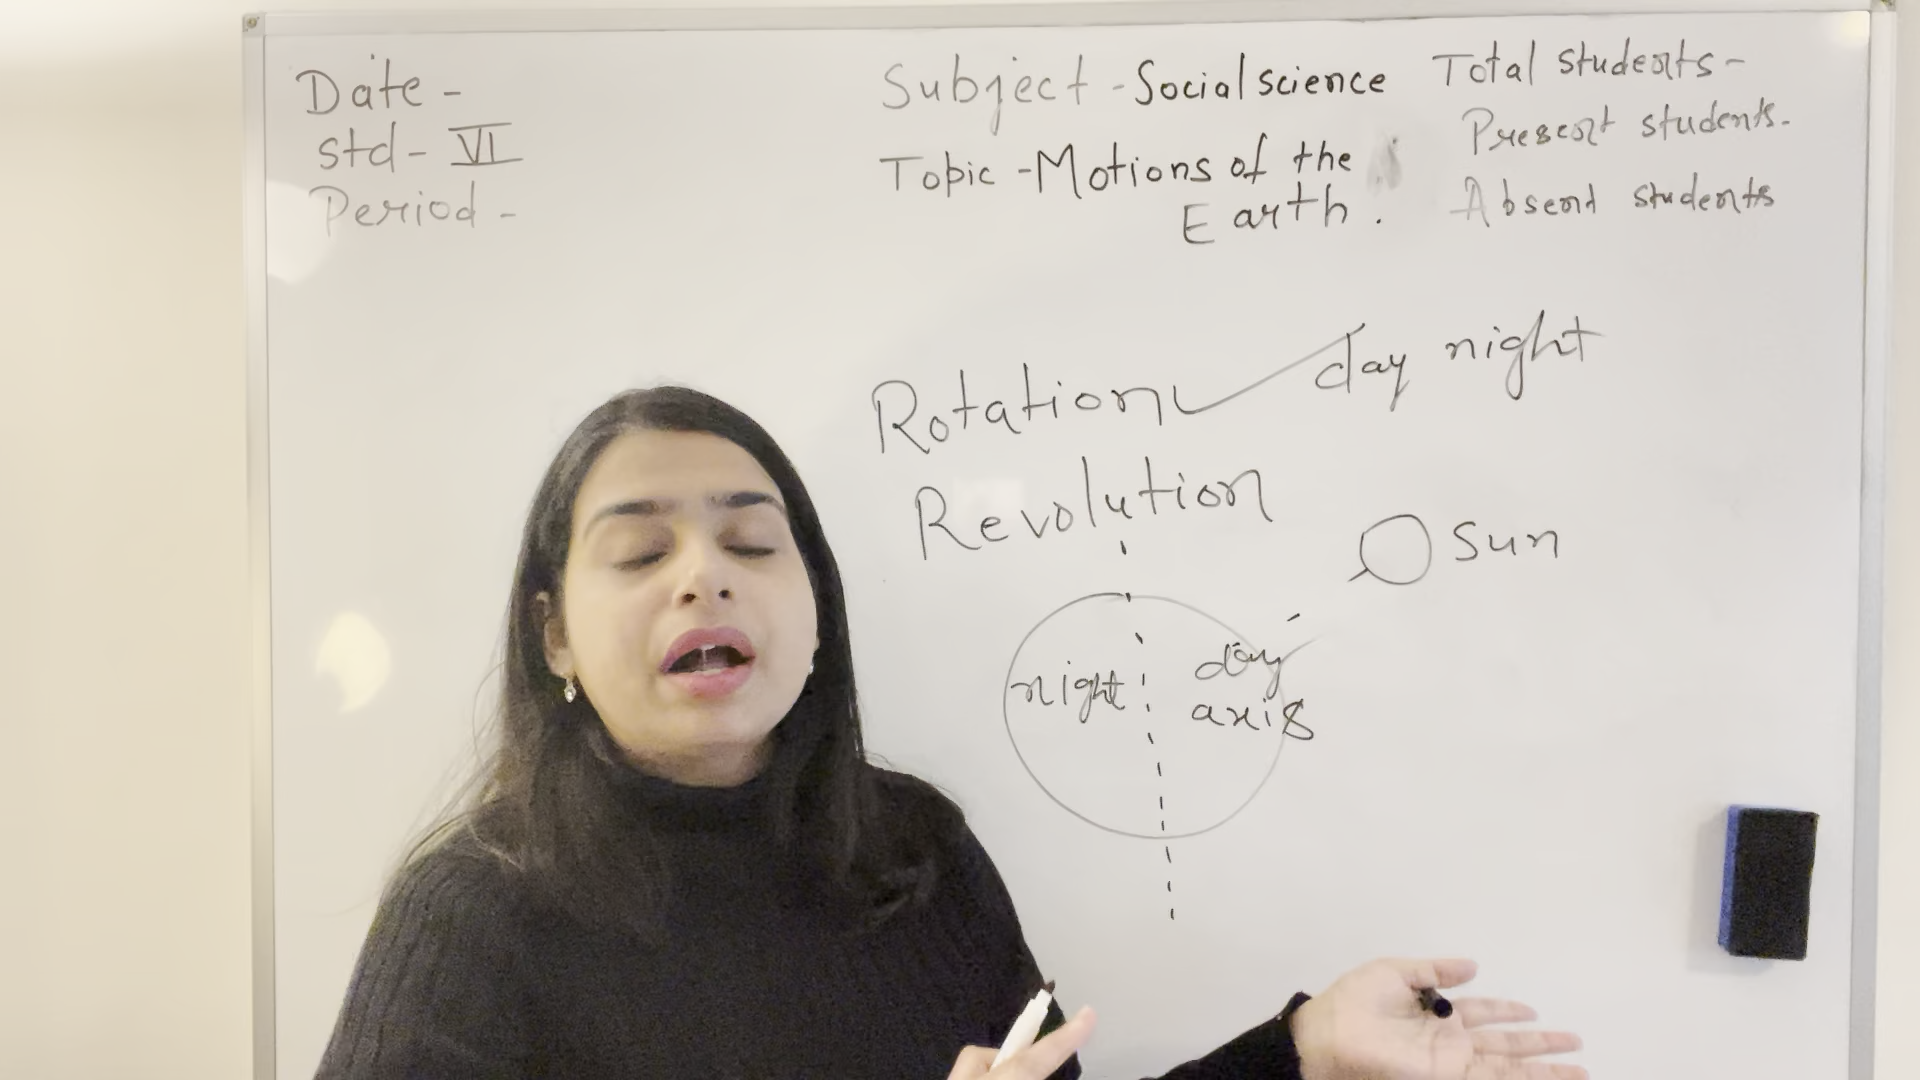 Date -
std - VI
Period -
Subject - Social science
Topic - Motions of the
Earth.
Total students -
Present students -
Absent students
Rotation day night
Revolution
Sun
night day
axis